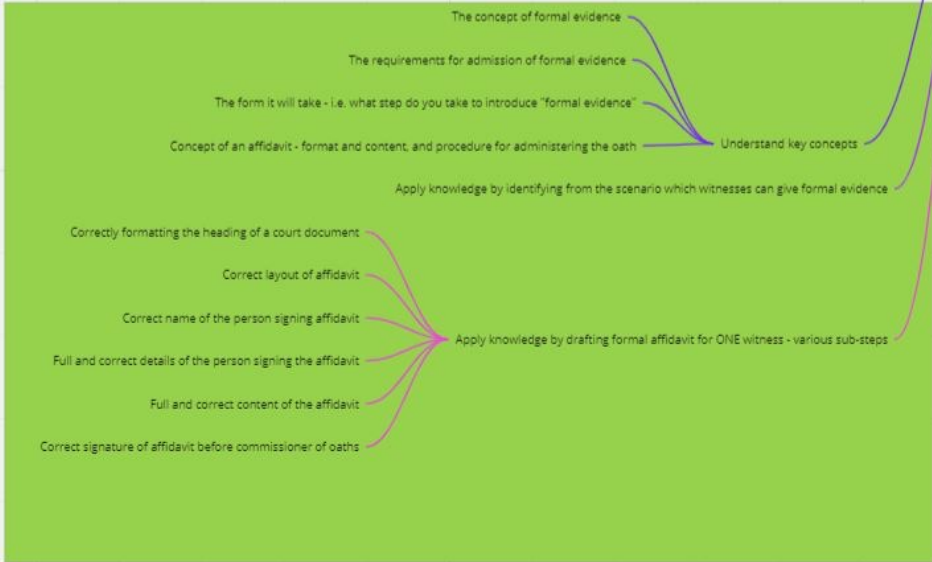 The concept of formal evidence
The requirements for admission of formal evidence
The form it will take - i.e. what step do you take to introduce "formal evidence"
Concept of an affidavit - format and content, and procedure for administering the oath
Understand key concepts
Apply knowledge by identifying from the scenario which witnesses can give formal evidence
Correctly formatting the heading of a court document
Correct layout of affidavit
Correct name of the person signing affidavit
Full and correct details of the person signing the affidavit
Full and correct content of the affidavit
Correct signature of affidavit before commissioner of oaths
Apply knowledge by drafting formal affidavit for ONE witness - various sub-steps